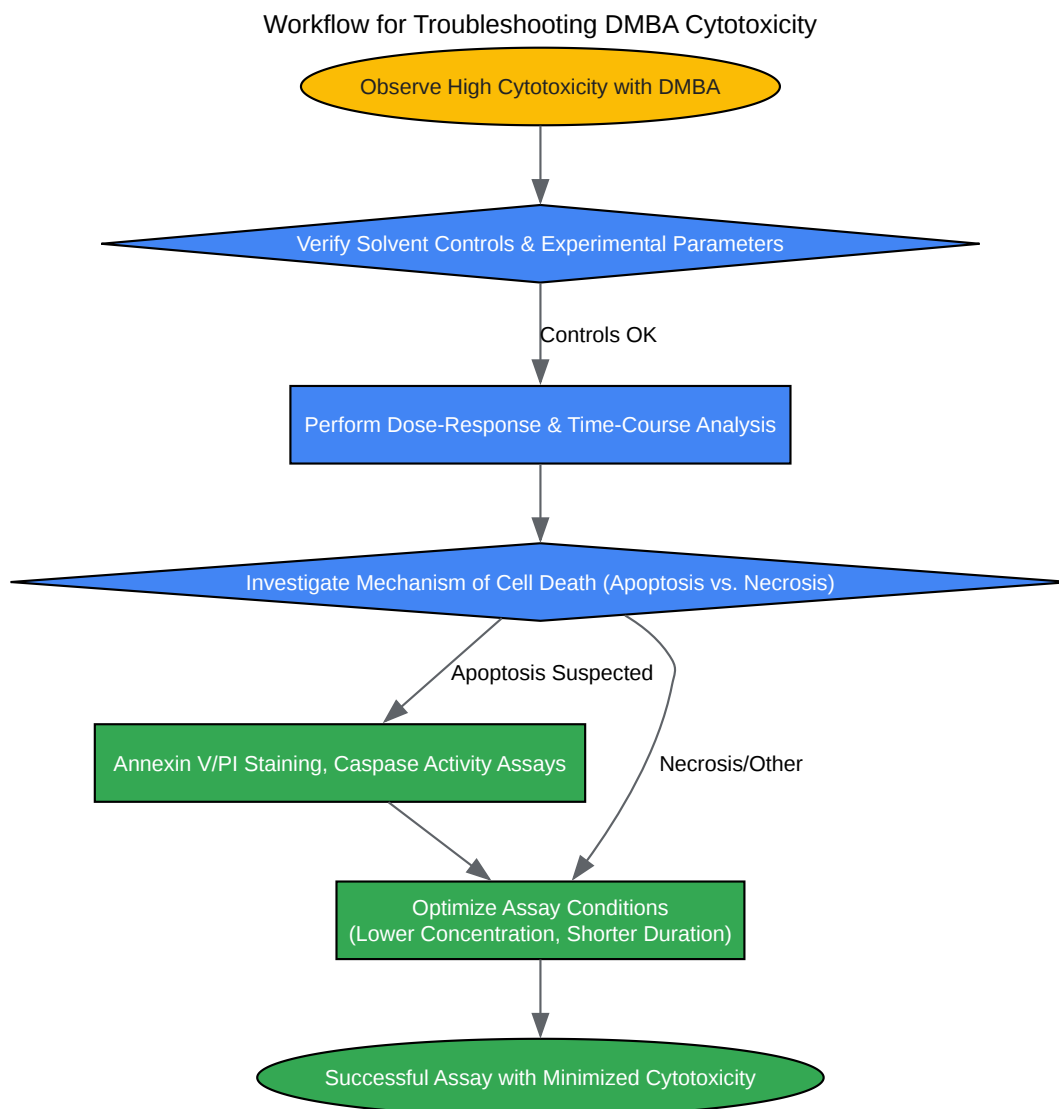 Workflow for Troubleshooting DMBA Cytotoxicity
Observe High Cytotoxicity with DMBA
Verify Solvent Controls & Experimental Parameters
Controls OK
Perform Dose-Response & Time-Course Analysis
Investigate Mechanism of Cell Death (Apoptosis vs. Necrosis)
Apoptosis Suspected
Annexin V/PI Staining, Caspase Activity Assays
Necrosis/Other
Optimize Assay Conditions
(Lower Concentration, Shorter Duration)
Successful Assay with Minimized Cytotoxicity